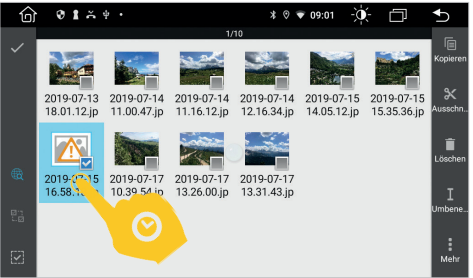 09:01
1/10
Kopieren
2019-07-13 2019-07-14 2019-07-14 2019-07-14 2019-07-15 2019-07-15
18.01.12.jp 11.00.47.jp 11.16.12.jp 12.16.34.jp 14.05.12.jp 15.35.36.jp
Ausschn...
Löschen
2019-07-15 2019-07-17 2019-07-17 2019-07-17
16.58. 10.39.54.jp 13.26.00.jp 13.31.43.jp
Umbene...
Mehr